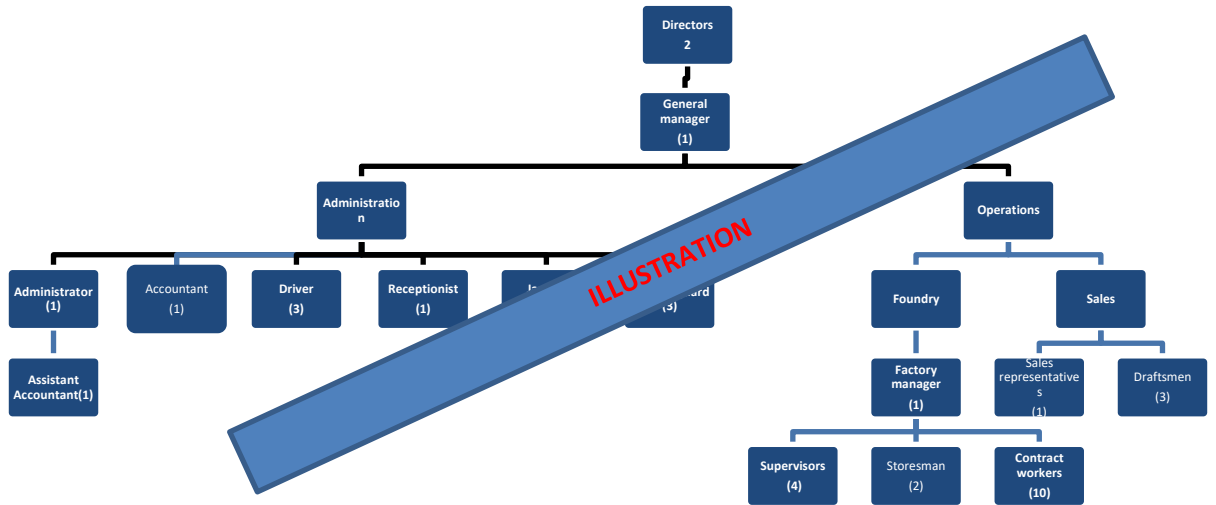 Directors
2
General
manager
(1)
Administratio
n
Operations
ILLUSTRATION
Administrator
(1)
Accountant
(1)
Driver
(3)
Receptionist
(1)
(3)
Foundry
Sales
Assistant
Accountant(1)
Factory
manager
(1)
Sales
representative
s
(1)
Draftsmen
(3)
Supervisors
(4)
Storesman
(2)
Contract
workers
(10)